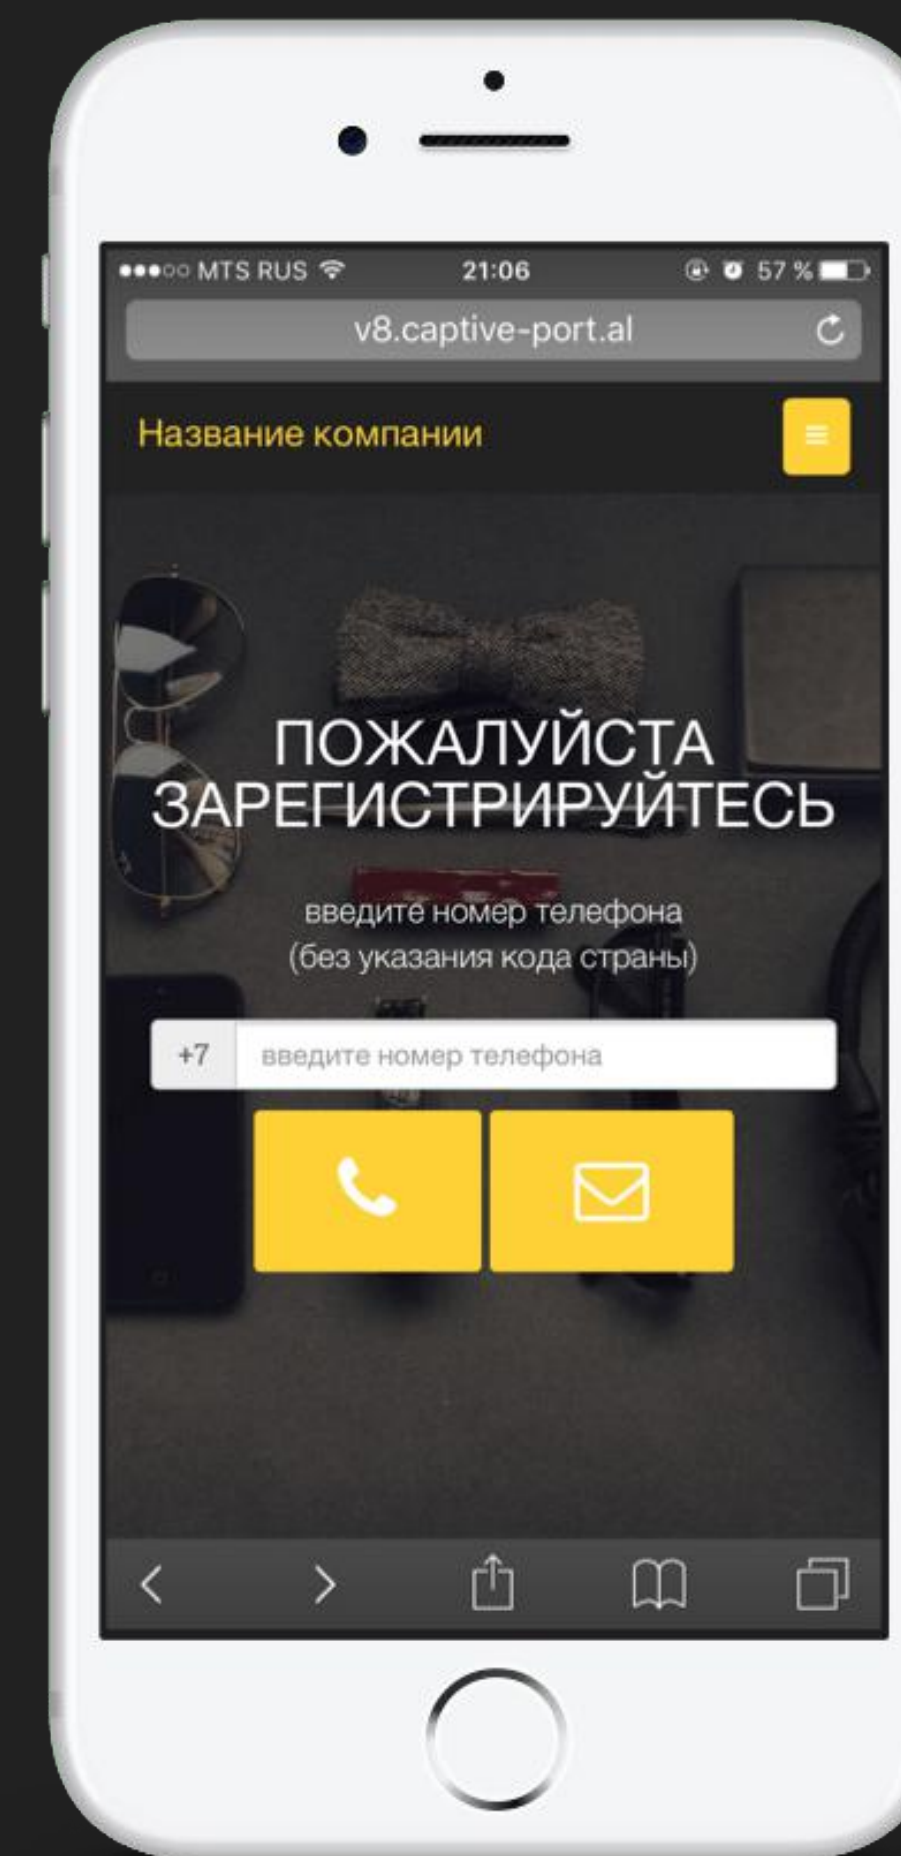 MTS RUS 21:06 57 %
v8.captive-port.al
Название компании
ПОЖАЛУЙСТА
ЗАРЕГИСТРИРУЙТЕСЬ
введите номер телефона
(без указания кода страны)
+7 введите номер телефона